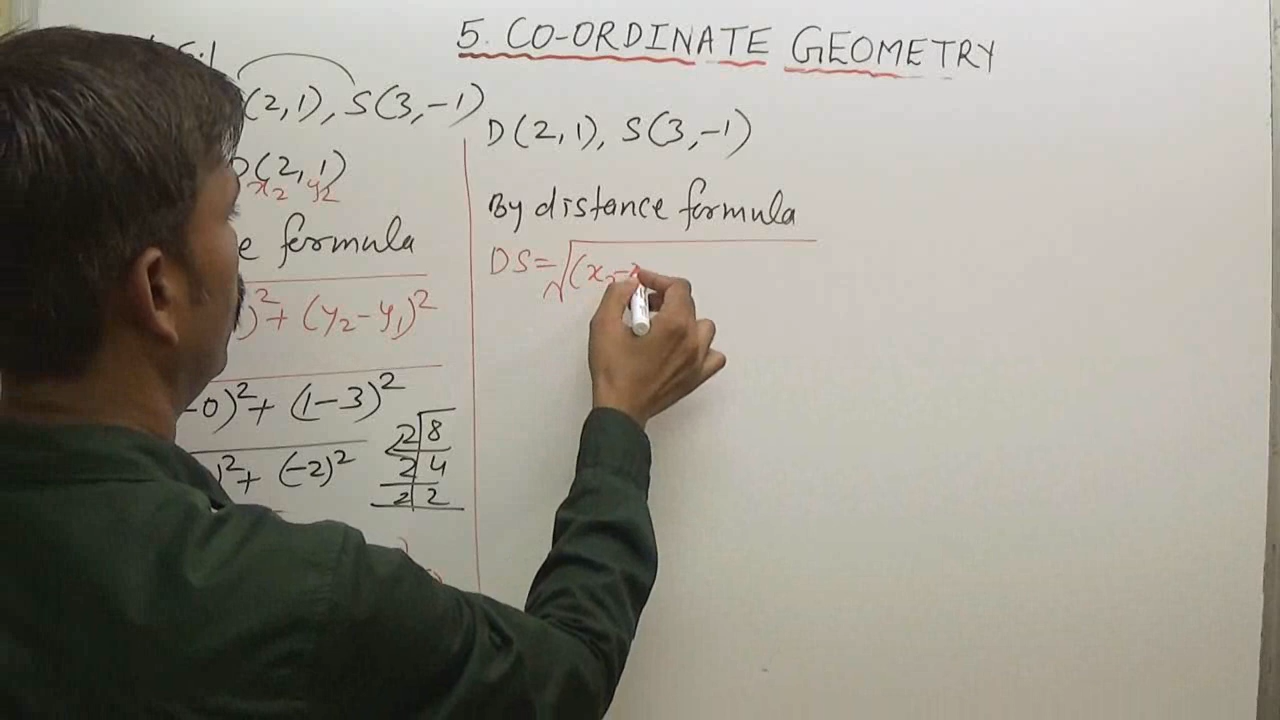 5. CO-ORDINATE GEOMETRY
5.1
(2,1), S(3,-1)
D(2,1)
x₂ y₂
formula
)²+ (y₂-y₁)²
-0)²+ (1-3)²
)²+ (-2)²
2 8
2 4
2 2
D(2,1), S(3,-1)
By distance formula
DS=√(x₂-